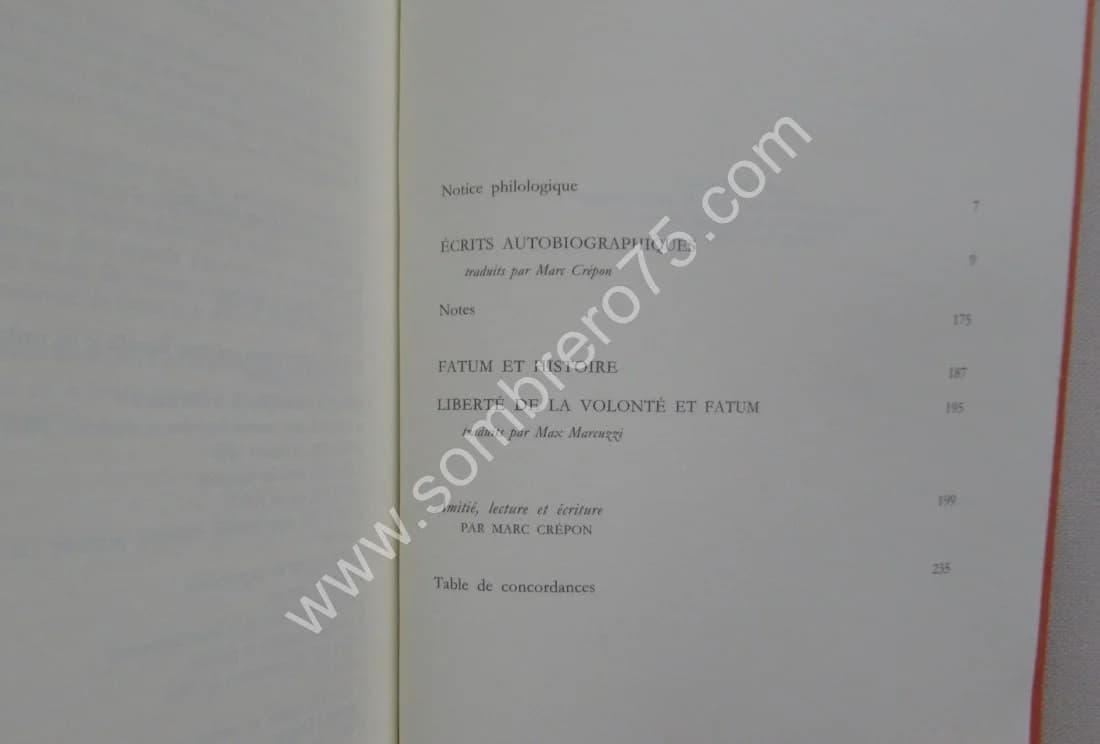 Notice philologique 7
ÉCRITS AUTOBIOGRAPHIQUES 9
traduits par Marc Crépon
Notes 175
FATUM ET HISTOIRE 187
LIBERTÉ DE LA VOLONTÉ ET FATUM 195
traduits par Max Marcuzzi
Amitié, lecture et écriture 199
PAR MARC CRÉPON
Table de concordances 235
www.sombrero75.com